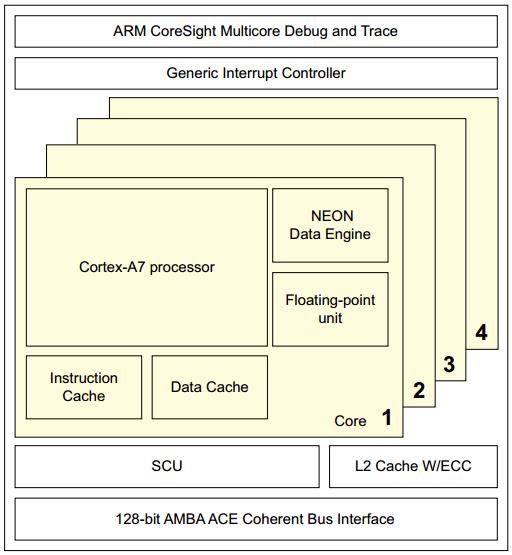 ARM CoreSight Multicore Debug and Trace
Generic Interrupt Controller
Cortex-A7 processor
NEON
Data Engine
Floating-point
unit
Instruction
Cache
Data Cache
Core 1
2
3
4
SCU
L2 Cache W/ECC
128-bit AMBA ACE Coherent Bus Interface